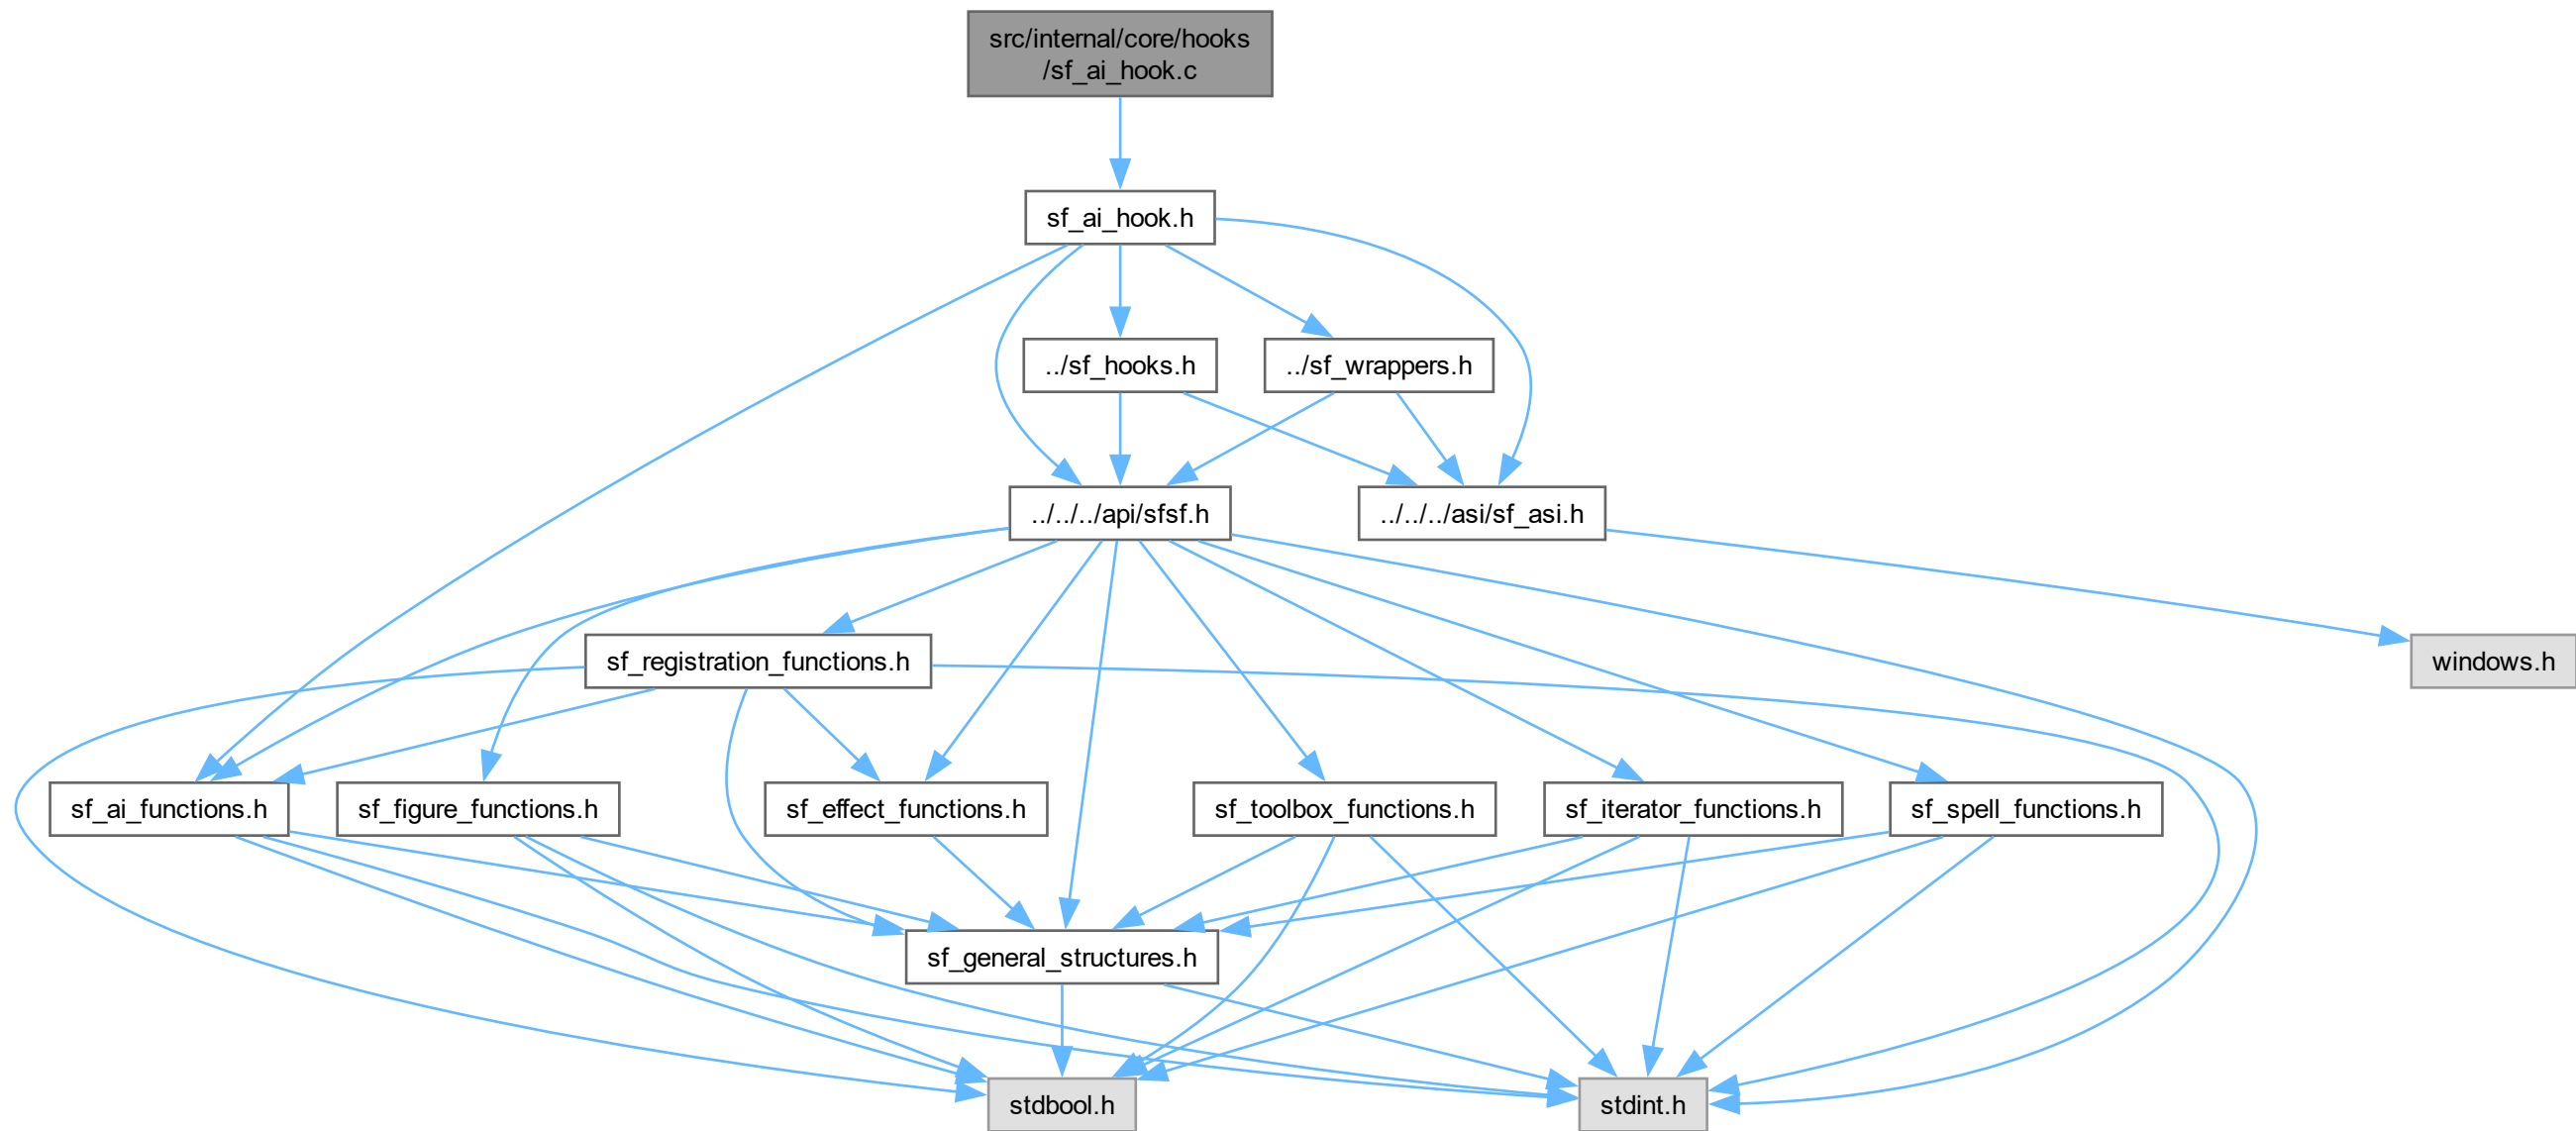 src/internal/core/hooks
/sf_ai_hook.c
sf_ai_hook.h
../sf_hooks.h
../sf_wrappers.h
../../../api/sfsf.h
../../../asi/sf_asi.h
sf_registration_functions.h
windows.h
sf_ai_functions.h
sf_figure_functions.h
sf_effect_functions.h
sf_toolbox_functions.h
sf_iterator_functions.h
sf_spell_functions.h
sf_general_structures.h
stdbool.h
stdint.h